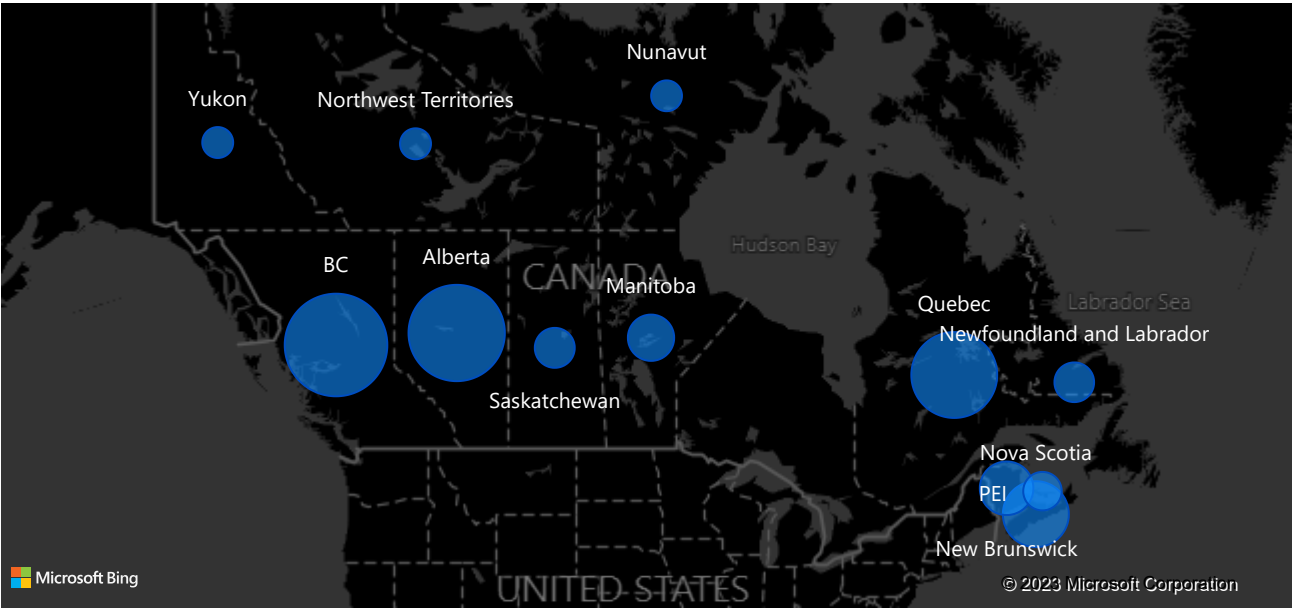 Nunavut
Yukon
Northwest Territories
Hudson Bay
BC
Alberta
CANADA
Manitoba
Quebec
Labrador Sea
Newfoundland and Labrador
Saskatchewan
Nova Scotia
PEI
New Brunswick
Microsoft Bing
UNITED STATES
© 2023 Microsoft Corporation